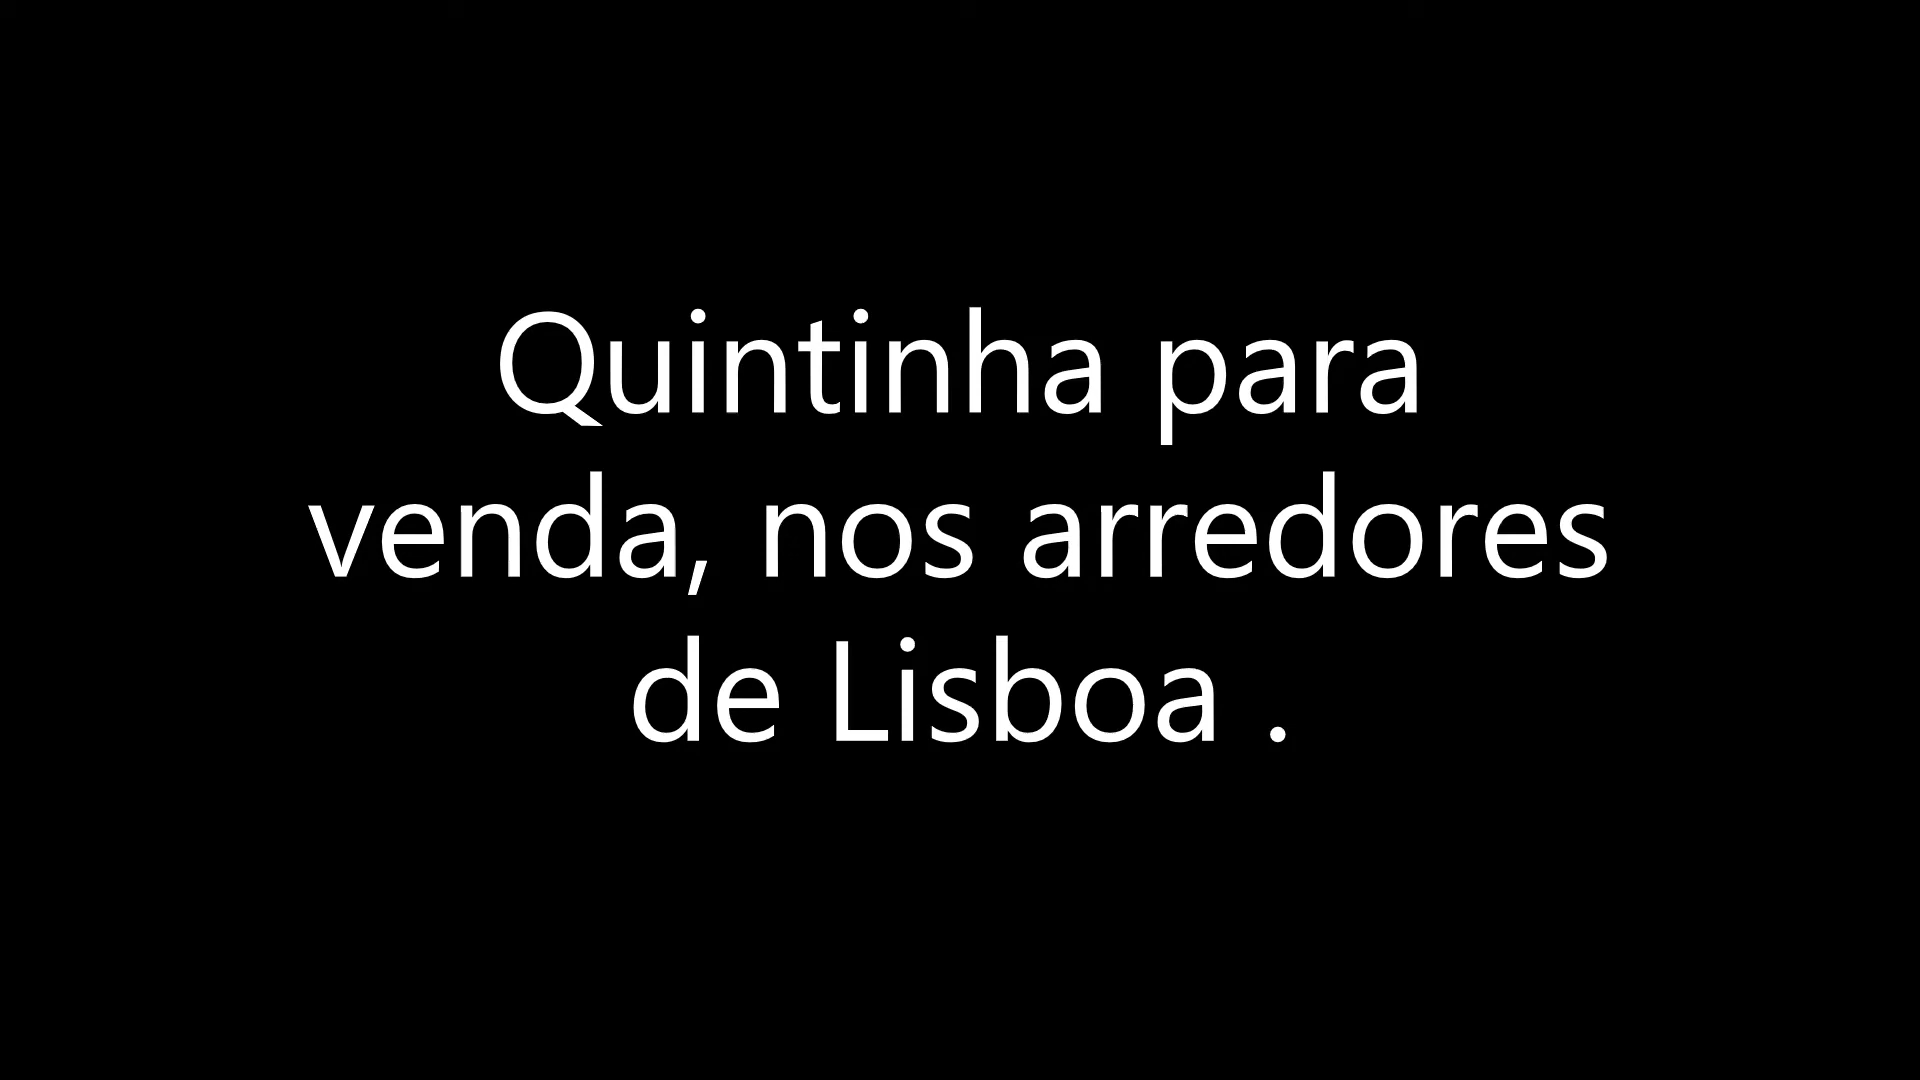 Quintinha para
venda, nos arredores
de Lisboa .